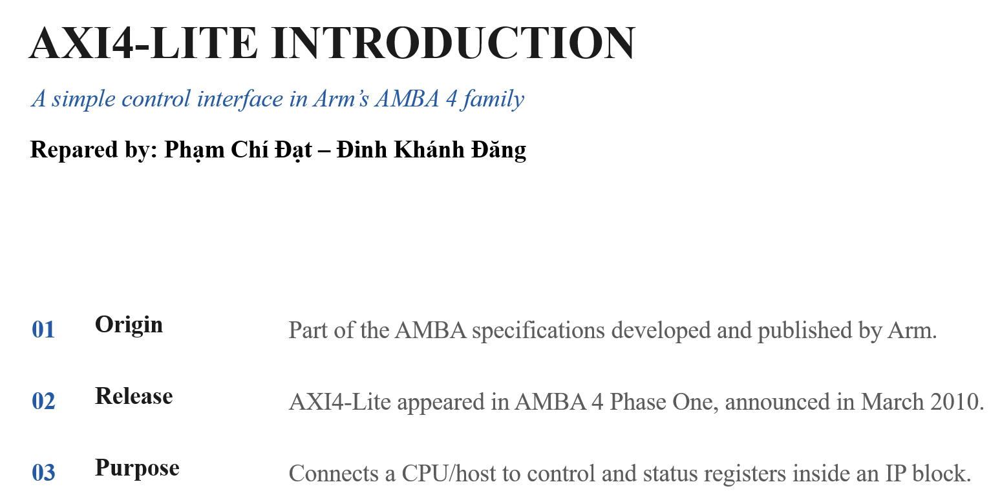 AXI4-LITE INTRODUCTION
A simple control interface in Arm’s AMBA 4 family
Repared by: Phạm Chí Đạt – Đinh Khánh Đăng
01 Origin Part of the AMBA specifications developed and published by Arm.
02 Release AXI4-Lite appeared in AMBA 4 Phase One, announced in March 2010.
03 Purpose Connects a CPU/host to control and status registers inside an IP block.